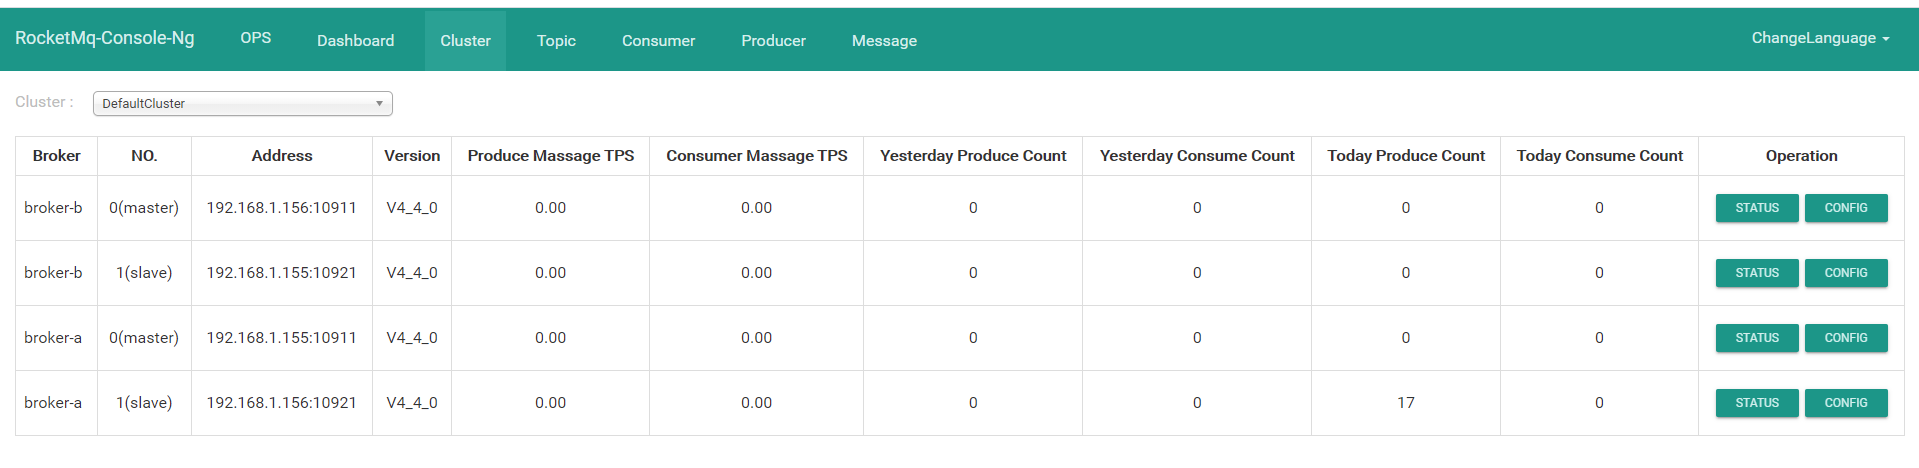 RocketMq-Console-Ng OPS Dashboard Cluster Topic Consumer Producer Message ChangeLanguage
Cluster : DefaultCluster
Broker NO. Address Version Produce Massage TPS Consumer Massage TPS Yesterday Produce Count Yesterday Consume Count Today Produce Count Today Consume Count Operation
broker-b 0(master) 192.168.1.156:10911 V4_4_0 0.00 0.00 0 0 0 0 STATUS CONFIG
broker-b 1(slave) 192.168.1.155:10921 V4_4_0 0.00 0.00 0 0 0 0 STATUS CONFIG
broker-a 0(master) 192.168.1.155:10911 V4_4_0 0.00 0.00 0 0 0 0 STATUS CONFIG
broker-a 1(slave) 192.168.1.156:10921 V4_4_0 0.00 0.00 0 0 17 0 STATUS CONFIG